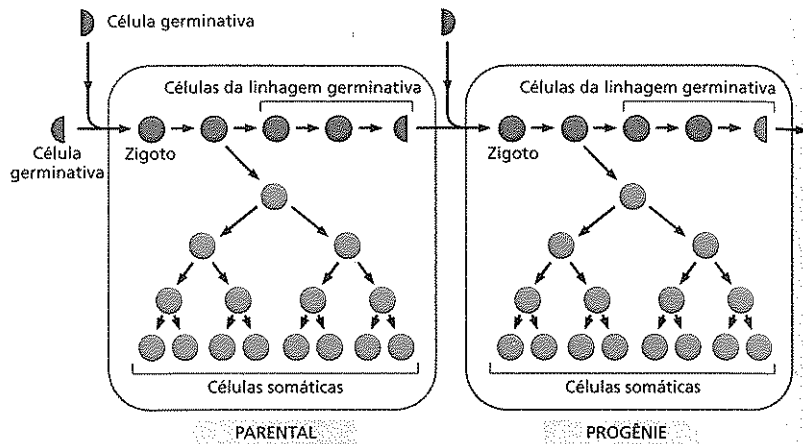 Célula germinativa
Células da linhagem germinativa
Células da linhagem germinativa
Célula
germinativa
Zigoto
Zigoto
Células somáticas
Células somáticas
PARENTAL
PROGÊNIE